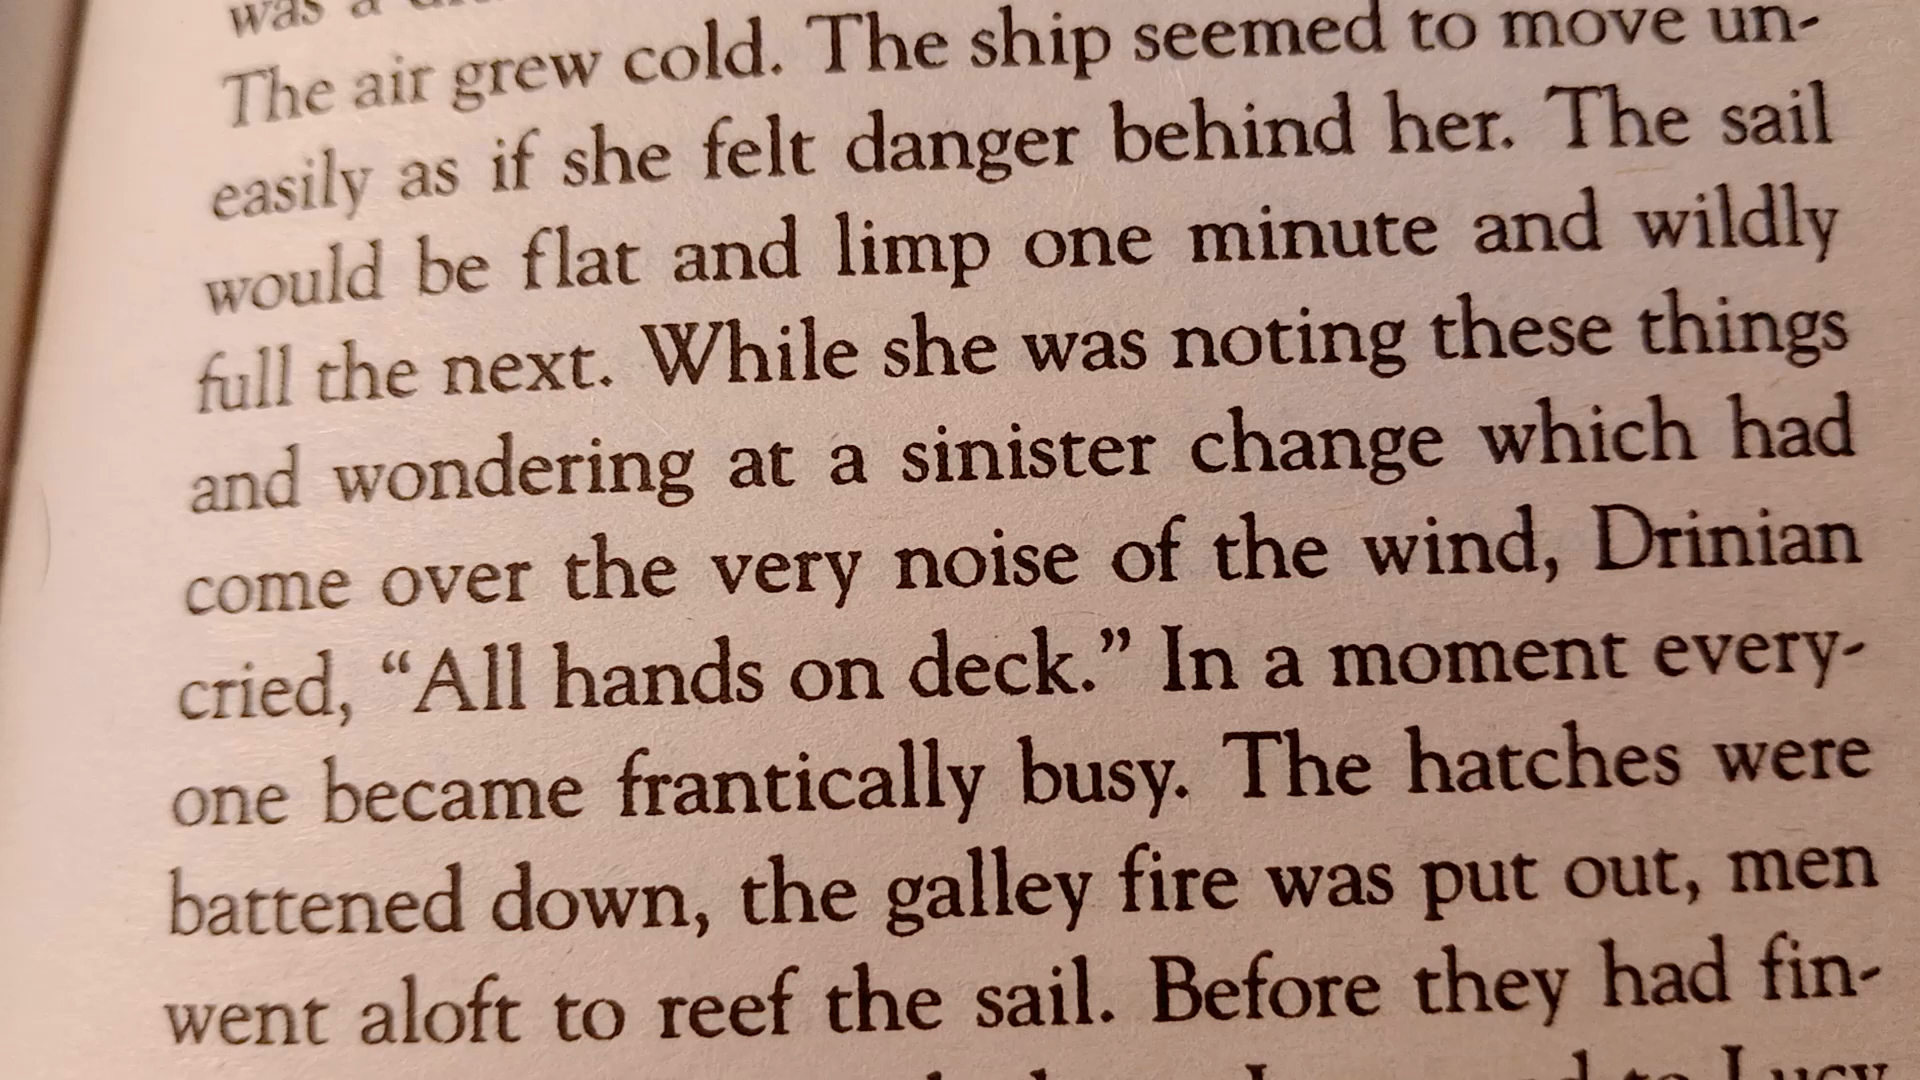 was a
The air grew cold. The ship seemed to move un-
easily as if she felt danger behind her. The sail
would be flat and limp one minute and wildly
full the next. While she was noting these things
and wondering at a sinister change which had
come over the very noise of the wind, Drinian
cried, “All hands on deck.” In a moment every-
one became frantically busy. The hatches were
battened down, the galley fire was put out, men
went aloft to reef the sail. Before they had fin-
to Lucy